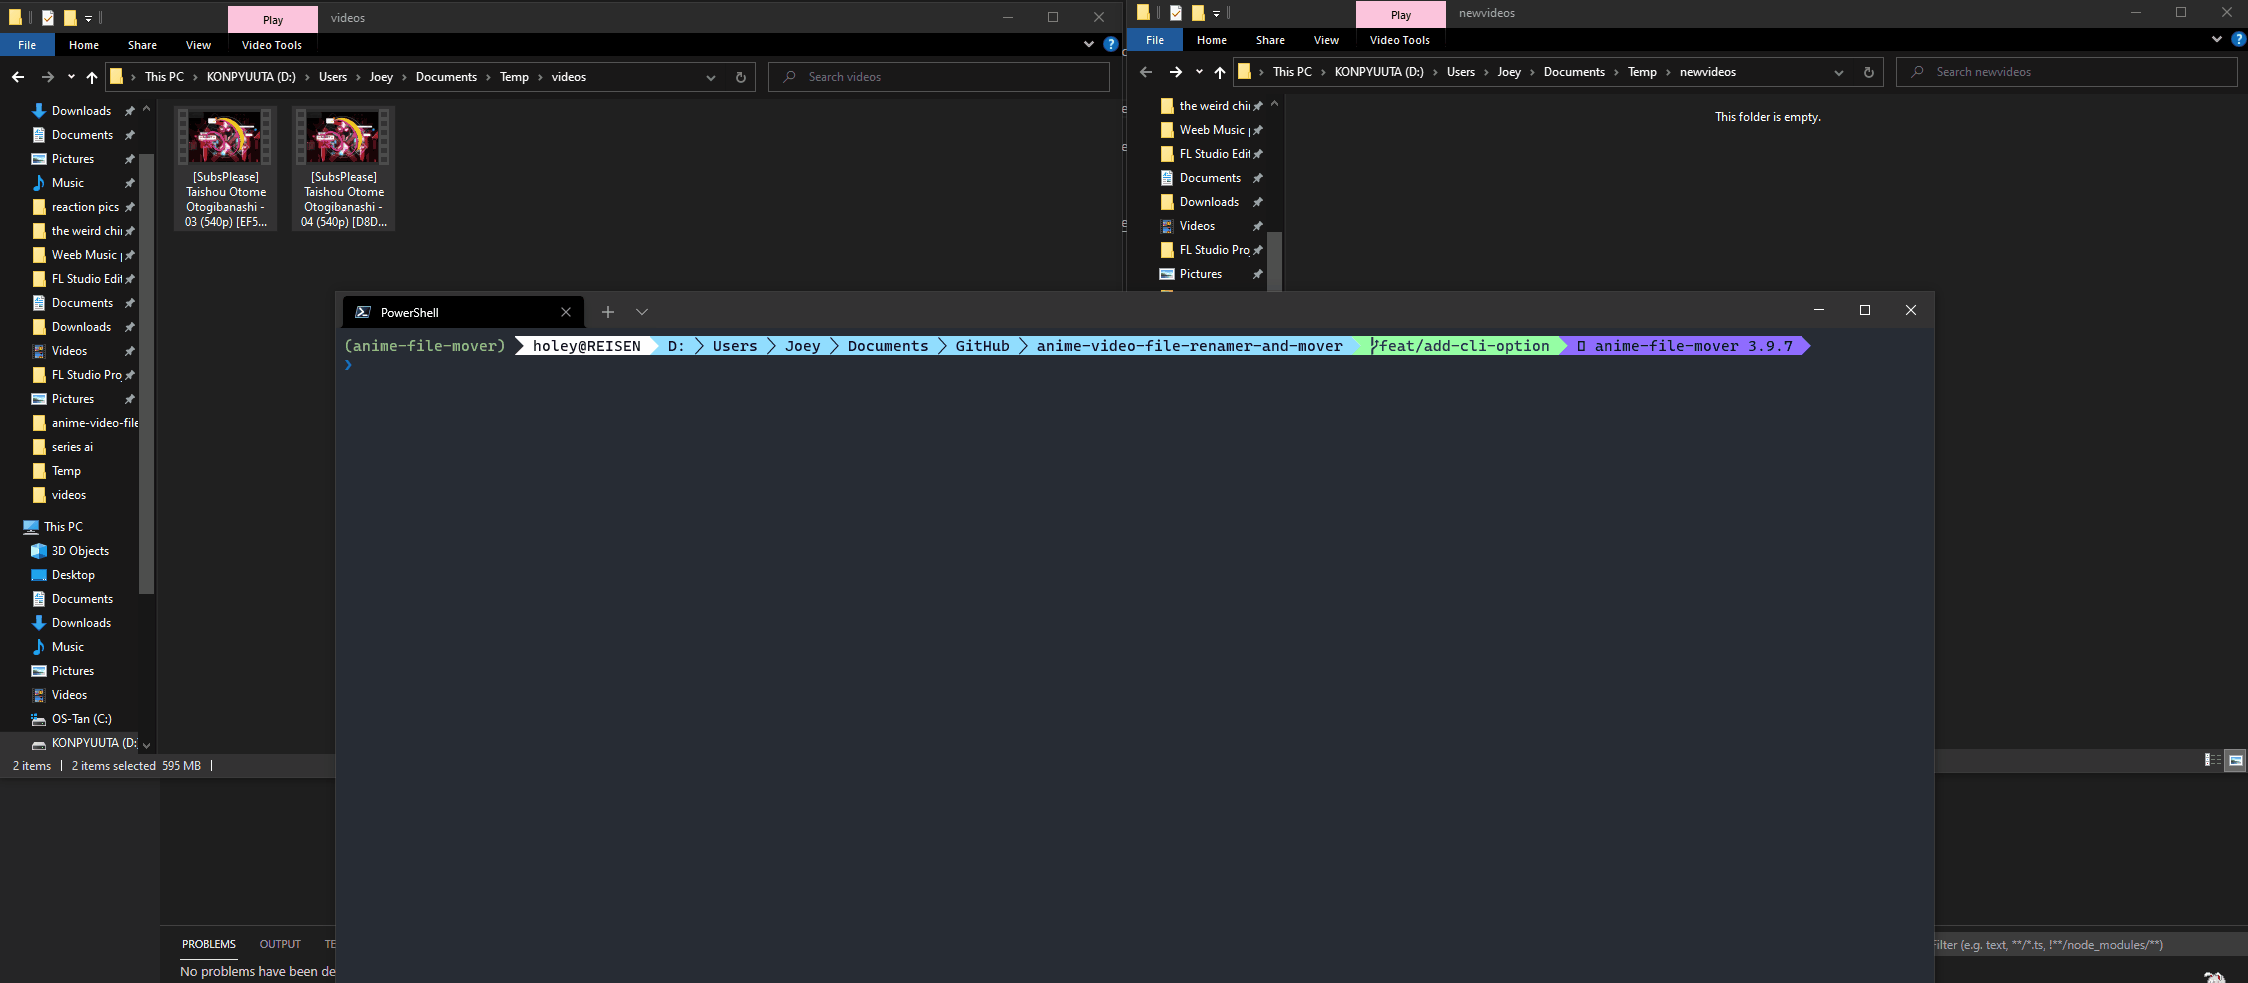 Play
videos
File
Home
Share
View
Video Tools
This PC
KONPYUUTA (D:)
Users
Joey
Documents
Temp
videos
Search videos
Downloads
Documents
Pictures
Music
reaction pics
the weird chi
Weeb Music
FL Studio Edit
Documents
Downloads
Videos
FL Studio Pro
Pictures
anime-video-file
series ai
Temp
videos
This PC
3D Objects
Desktop
Documents
Downloads
Music
Pictures
Videos
OS-Tan (C:)
KONPYUUTA (D:
[SubsPlease]
Taishou Otome
Otogibanashi -
03 (540p) [EF5...
[SubsPlease]
Taishou Otome
Otogibanashi -
04 (540p) [D8D...
2 items
2 items selected 595 MB
Play
newvideos
File
Home
Share
View
Video Tools
This PC
KONPYUUTA (D:)
Users
Joey
Documents
Temp
newvideos
Search newvideos
the weird chi
Weeb Music
FL Studio Edit
Documents
Downloads
Videos
FL Studio Pro
Pictures
This folder is empty.
PowerShell
(anime-file-mover) holey@REISEN D: Users Joey Documents GitHub anime-video-file-renamer-and-mover feat/add-cli-option anime-file-mover 3.9.7
❯
PROBLEMS
OUTPUT
TE
No problems have been de
Filter (e.g. text, **/*.ts, !**/node_modules/**)